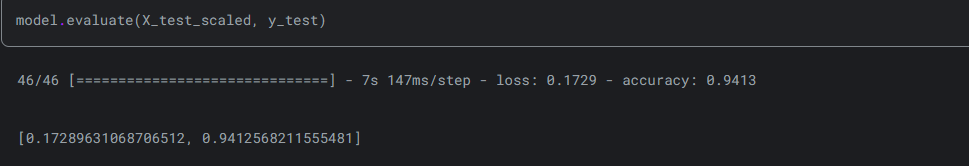 model.evaluate(X_test_scaled, y_test)
46/46 [==============================] - 7s 147ms/step - loss: 0.1729 - accuracy: 0.9413
[0.17289631068706512, 0.9412568211555481]